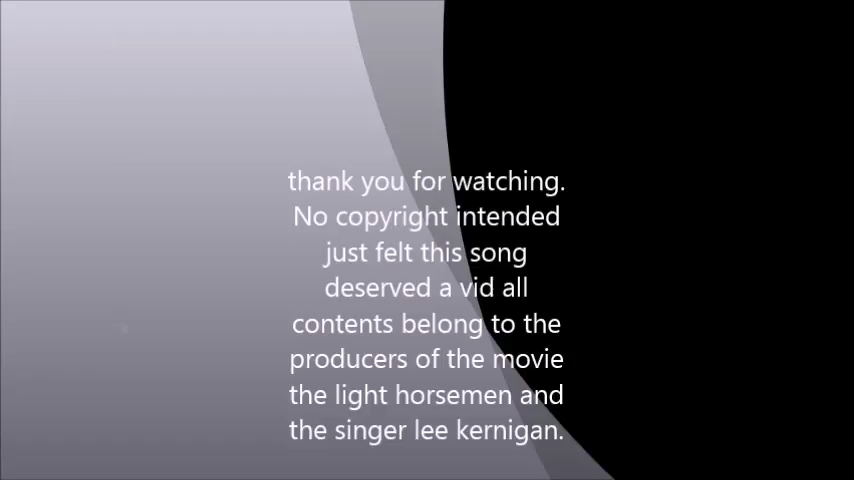 thank you for watching.
No copyright intended
just felt this song
deserved a vid all
contents belong to the
producers of the movie
the light horsemen and
the singer lee kernigan.